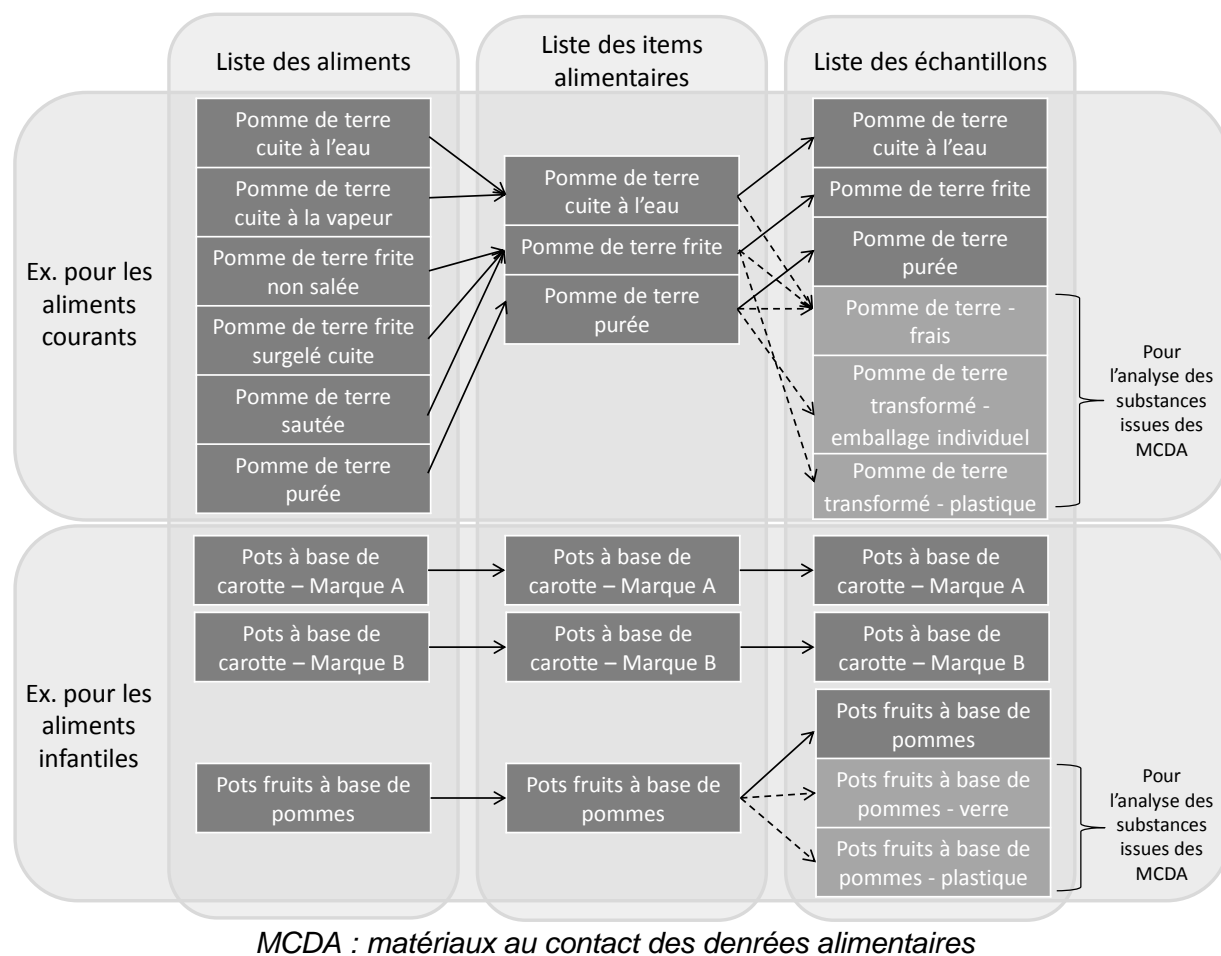 Liste des aliments
Liste des items
alimentaires
Liste des échantillons
Ex. pour les
aliments
courants
Pomme de terre
cuite à l'eau
Pomme de terre
cuite à la vapeur
Pomme de terre frite
non salée
Pomme de terre frite
surgelé cuite
Pomme de terre
sautée
Pomme de terre
purée
Pomme de terre
cuite à l'eau
Pomme de terre frite
Pomme de terre
purée
Pomme de terre
cuite à l'eau
Pomme de terre frite
Pomme de terre
purée
Pomme de terre -
frais
Pomme de terre
transformé -
emballage individuel
Pomme de terre
transformé - plastique
Pour
l'analyse des
substances
issues des
MCDA
Ex. pour les
aliments
infantiles
Pots à base de
carotte – Marque A
Pots à base de
carotte – Marque B
Pots fruits à base de
pommes
Pots à base de
carotte – Marque A
Pots à base de
carotte – Marque B
Pots fruits à base de
pommes
Pots à base de
carotte – Marque A
Pots à base de
carotte – Marque B
Pots fruits à base de
pommes
Pots fruits à base de
pommes - verre
Pots fruits à base de
pommes - plastique
Pour
l'analyse des
substances
issues des
MCDA
MCDA : matériaux au contact des denrées alimentaires